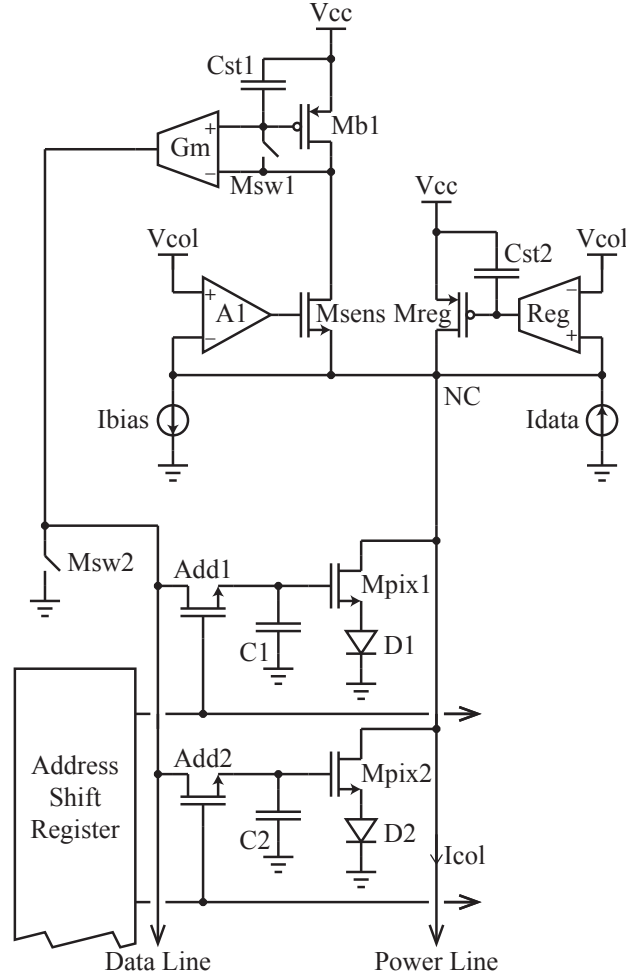 Vcc
Cst1
+
Mb1
Gm
−
Msw1
Vcc
Vcol
Cst2
Vcol
+
A1
−
Msens
Mreg
−
Reg
+
NC
Ibias
Idata
Msw2
Add1
Mpix1
C1
D1
Address
Shift
Register
Add2
Mpix2
C2
D2
Icol
Data Line
Power Line